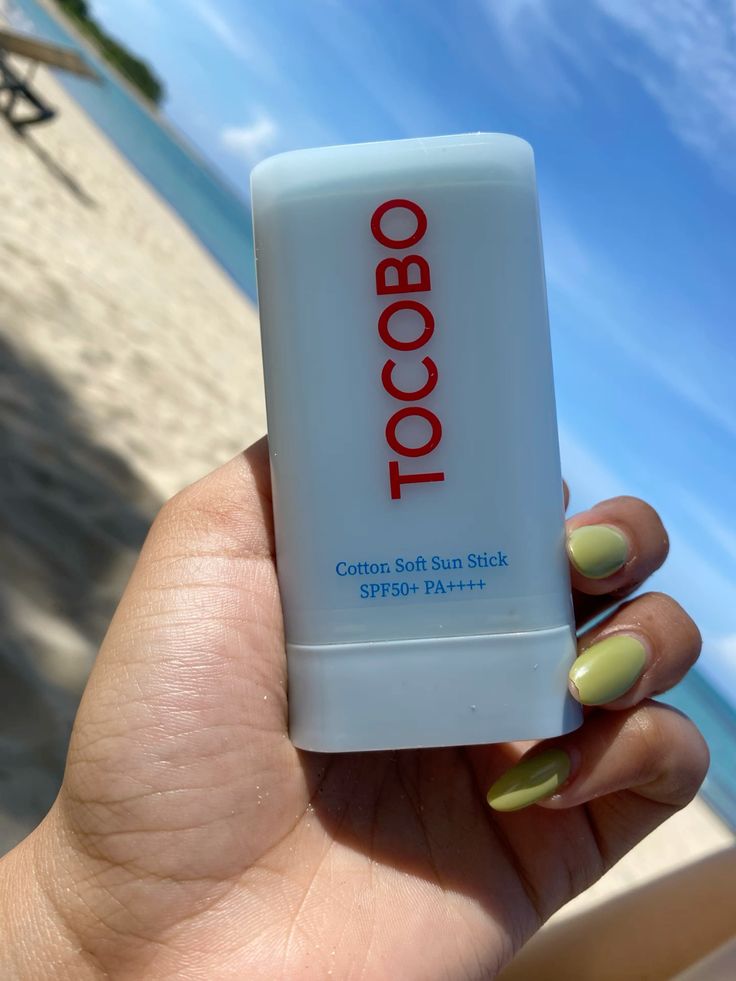 TOCOBO
Cotton Soft Sun Stick
SPF50+ PA++++